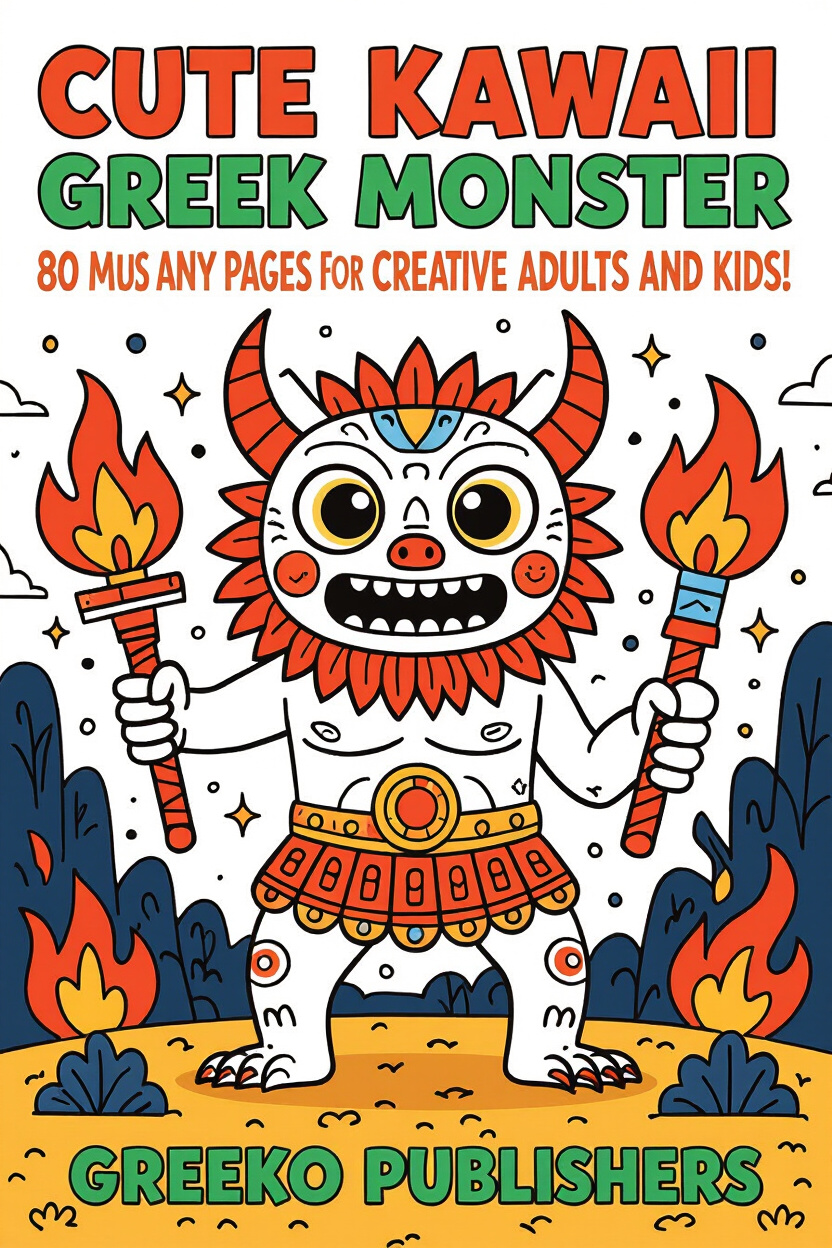 CUTE KAWAII
GREEK MONSTER
80 MUS ANY PAGES FOR CREATIVE ADULTS AND KIDS!
GREEKO PUBLISHERS